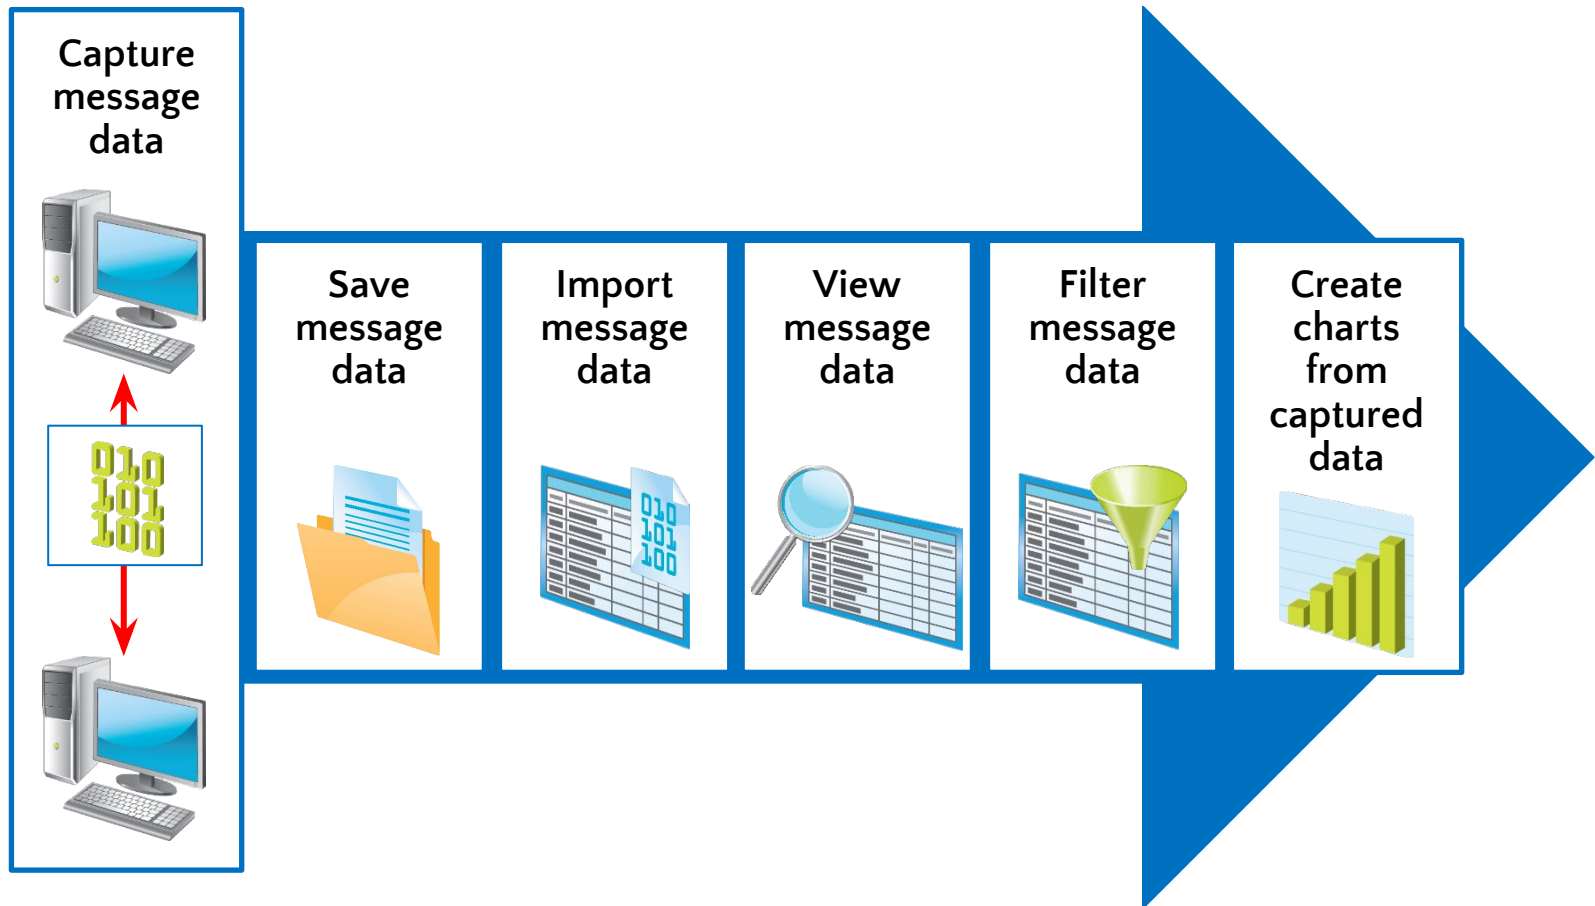 Capture
message
data
010
101
100
Save
message
data
Import
message
data
010
101
100
View
message
data
Filter
message
data
Create
charts
from
captured
data